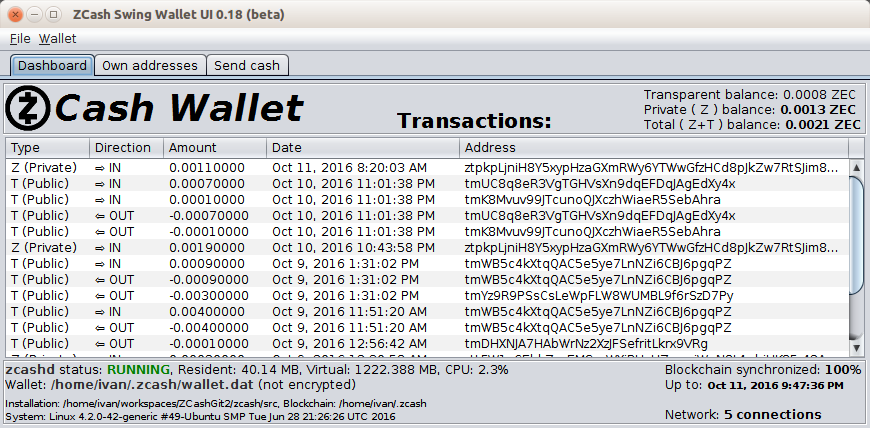 ZCash Swing Wallet UI 0.18 (beta)
File Wallet
Dashboard Own addresses Send cash
Cash Wallet
Transactions:
Transparent balance: 0.0008 ZEC
Private ( Z ) balance: 0.0013 ZEC
Total ( Z+T ) balance: 0.0021 ZEC
Type Direction Amount Date Address
Z (Private) ⇨ IN 0.00110000 Oct 11, 2016 8:20:03 AM ztpkpLjniH8Y5xypHzaGXmRWy6YTWwGfzHCd8pJkZw7RtSJim8...
T (Public) ⇨ IN 0.00070000 Oct 10, 2016 11:01:38 PM tmUC8q8eR3VgTGHVsXn9dqEFDqJAgEdXy4x
T (Public) ⇨ IN 0.00010000 Oct 10, 2016 11:01:38 PM tmK8Mvuv99JTcunoQJXczhWiaeR5SebAhra
T (Public) ⇦ OUT -0.00070000 Oct 10, 2016 11:01:38 PM tmUC8q8eR3VgTGHVsXn9dqEFDqJAgEdXy4x
T (Public) ⇦ OUT -0.00010000 Oct 10, 2016 11:01:38 PM tmK8Mvuv99JTcunoQJXczhWiaeR5SebAhra
Z (Private) ⇨ IN 0.00190000 Oct 10, 2016 10:43:58 PM ztpkpLjniH8Y5xypHzaGXmRWy6YTWwGfzHCd8pJkZw7RtSJim8...
T (Public) ⇨ IN 0.00090000 Oct 9, 2016 1:31:02 PM tmWB5c4kXtqQAC5e5ye7LnNZi6CBJ6pgqPZ
T (Public) ⇦ OUT -0.00090000 Oct 9, 2016 1:31:02 PM tmWB5c4kXtqQAC5e5ye7LnNZi6CBJ6pgqPZ
T (Public) ⇦ OUT -0.00300000 Oct 9, 2016 1:31:02 PM tmYz9R9PSsCsLeWpFLW8WUMBL9f6rSzD7Py
T (Public) ⇨ IN 0.00400000 Oct 9, 2016 11:51:20 AM tmWB5c4kXtqQAC5e5ye7LnNZi6CBJ6pgqPZ
T (Public) ⇦ OUT -0.00400000 Oct 9, 2016 11:51:20 AM tmWB5c4kXtqQAC5e5ye7LnNZi6CBJ6pgqPZ
T (Public) ⇦ OUT -0.00010000 Oct 9, 2016 12:56:42 AM tmDHXNJA7HAbWrNz2XzJFSefritLkrx9VRg
zcashd status: RUNNING, Resident: 40.14 MB, Virtual: 1222.388 MB, CPU: 2.3%
Wallet: /home/ivan/.zcash/wallet.dat (not encrypted)
Installation: /home/ivan/workspaces/ZCashGit2/zcash/src, Blockchain: /home/ivan/.zcash
System: Linux 4.2.0-42-generic #49-Ubuntu SMP Tue Jun 28 21:26:26 UTC 2016
Blockchain synchronized: 100%
Up to: Oct 11, 2016 9:47:36 PM
Network: 5 connections